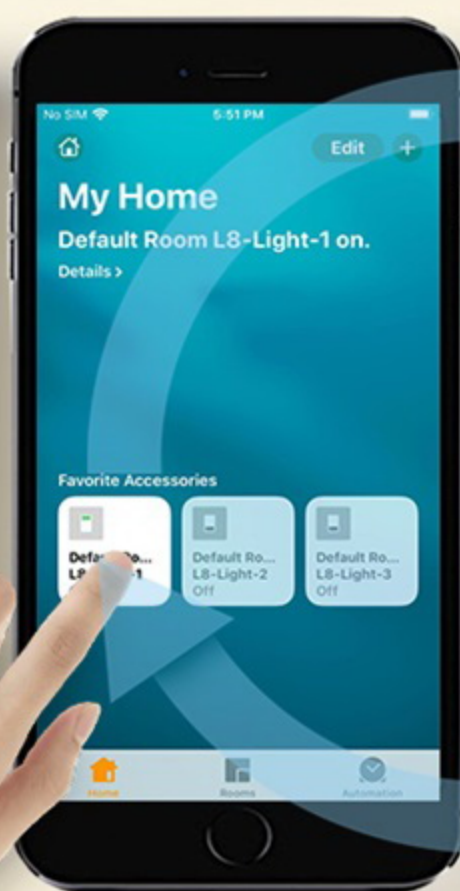 No SIM
5:51 PM
Edit +
My Home
Default Room L8-Light-1 on.
Details >
Favorite Accessories
Default Ro...
L8-Light-2
Off
Default Ro...
L8-Light-3
Off
Home
Rooms
Automation